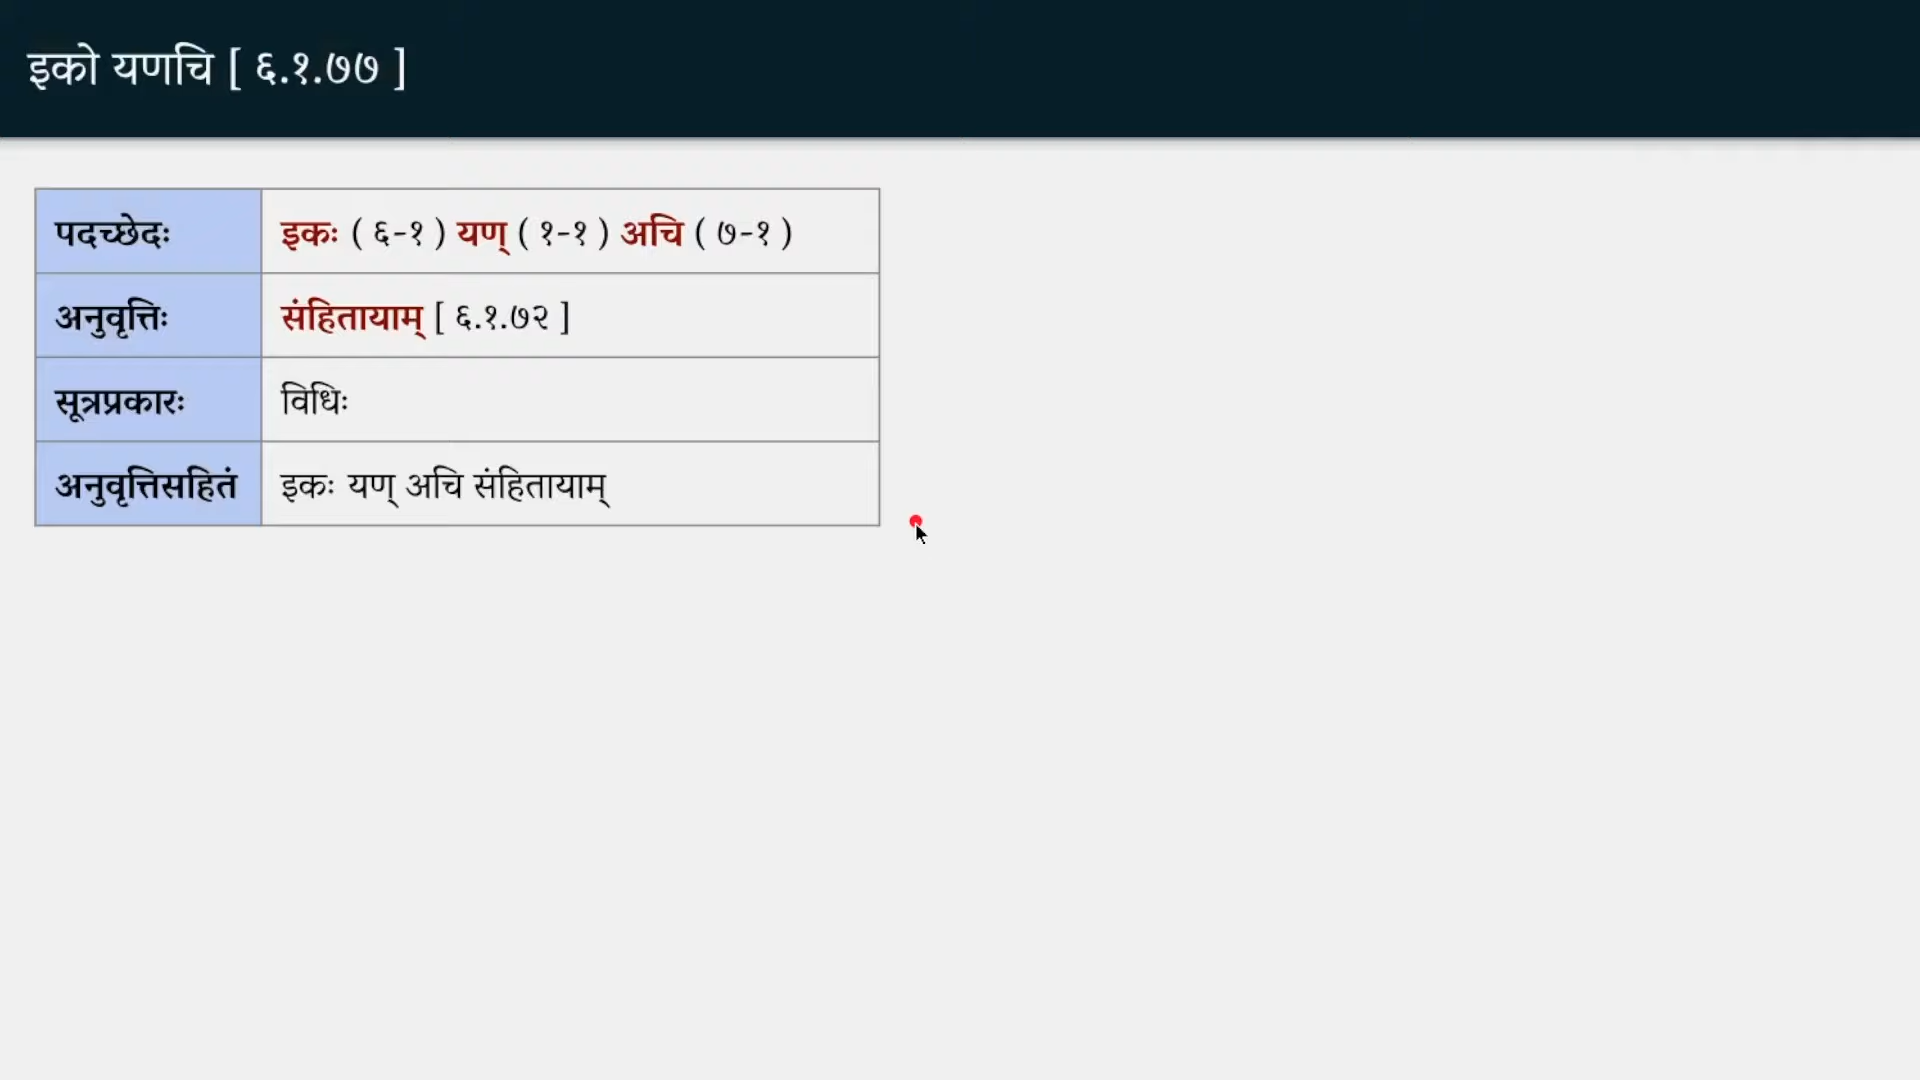 इको यणचि [ ६.१.७७ ]
पदच्छेदः इकः ( ६-१ ) यण् ( १-१ ) अचि ( ७-१ )
अनुवृत्तिः संहितायाम् [ ६.१.७२ ]
सूत्रप्रकारः विधिः
अनुवृत्तिसहितं इकः यण् अचि संहितायाम्